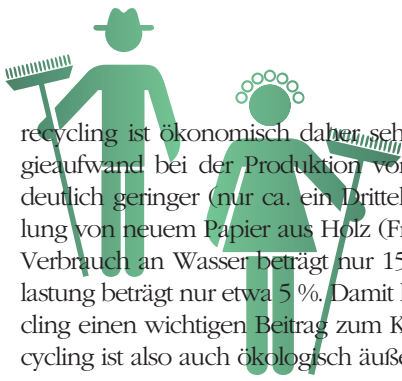 recycling ist ökonomisch daher seh
gieaufwand bei der Produktion vor
deutlich geringer (nur ca. ein Drittel
lung von neuem Papier aus Holz (Fr
Verbrauch an Wasser beträgt nur 15
lastung beträgt nur etwa 5 %. Damit
cling einen wichtigen Beitrag zum K
cycling ist also auch ökologisch äuße